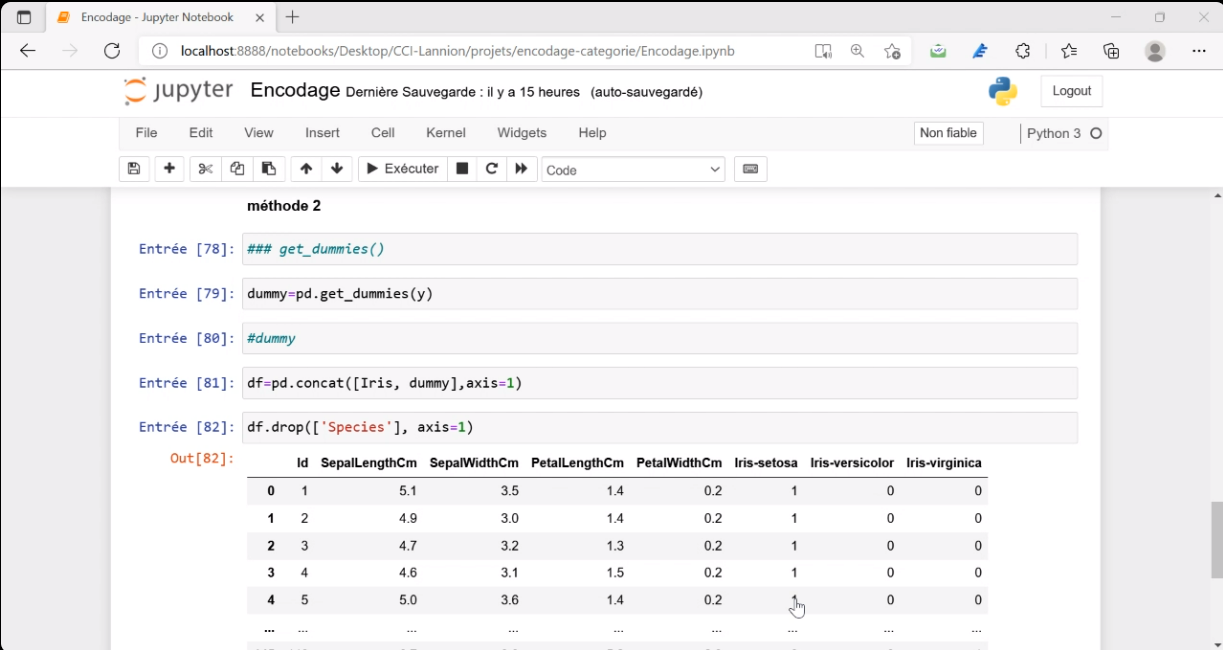 Encodage - Jupyter Notebook
localhost:8888/notebooks/Desktop/CCI-Lannion/projets/encodage-categorie/Encodage.ipynb
jupyter Encodage Dernière Sauvegarde : il y a 15 heures (auto-sauvegardé)
Logout
File Edit View Insert Cell Kernel Widgets Help Non fiable Python 3
Exécuter Code
méthode 2
Entrée [78]: ### get_dummies()
Entrée [79]: dummy=pd.get_dummies(y)
Entrée [80]: #dummy
Entrée [81]: df=pd.concat([Iris, dummy],axis=1)
Entrée [82]: df.drop(['Species'], axis=1)
Out[82]:
Id SepalLengthCm SepalWidthCm PetalLengthCm PetalWidthCm Iris-setosa Iris-versicolor Iris-virginica
0 1 5.1 3.5 1.4 0.2 1 0 0
1 2 4.9 3.0 1.4 0.2 1 0 0
2 3 4.7 3.2 1.3 0.2 1 0 0
3 4 4.6 3.1 1.5 0.2 1 0 0
4 5 5.0 3.6 1.4 0.2 1 0 0
... ... ... ... ... ... ... ... ...